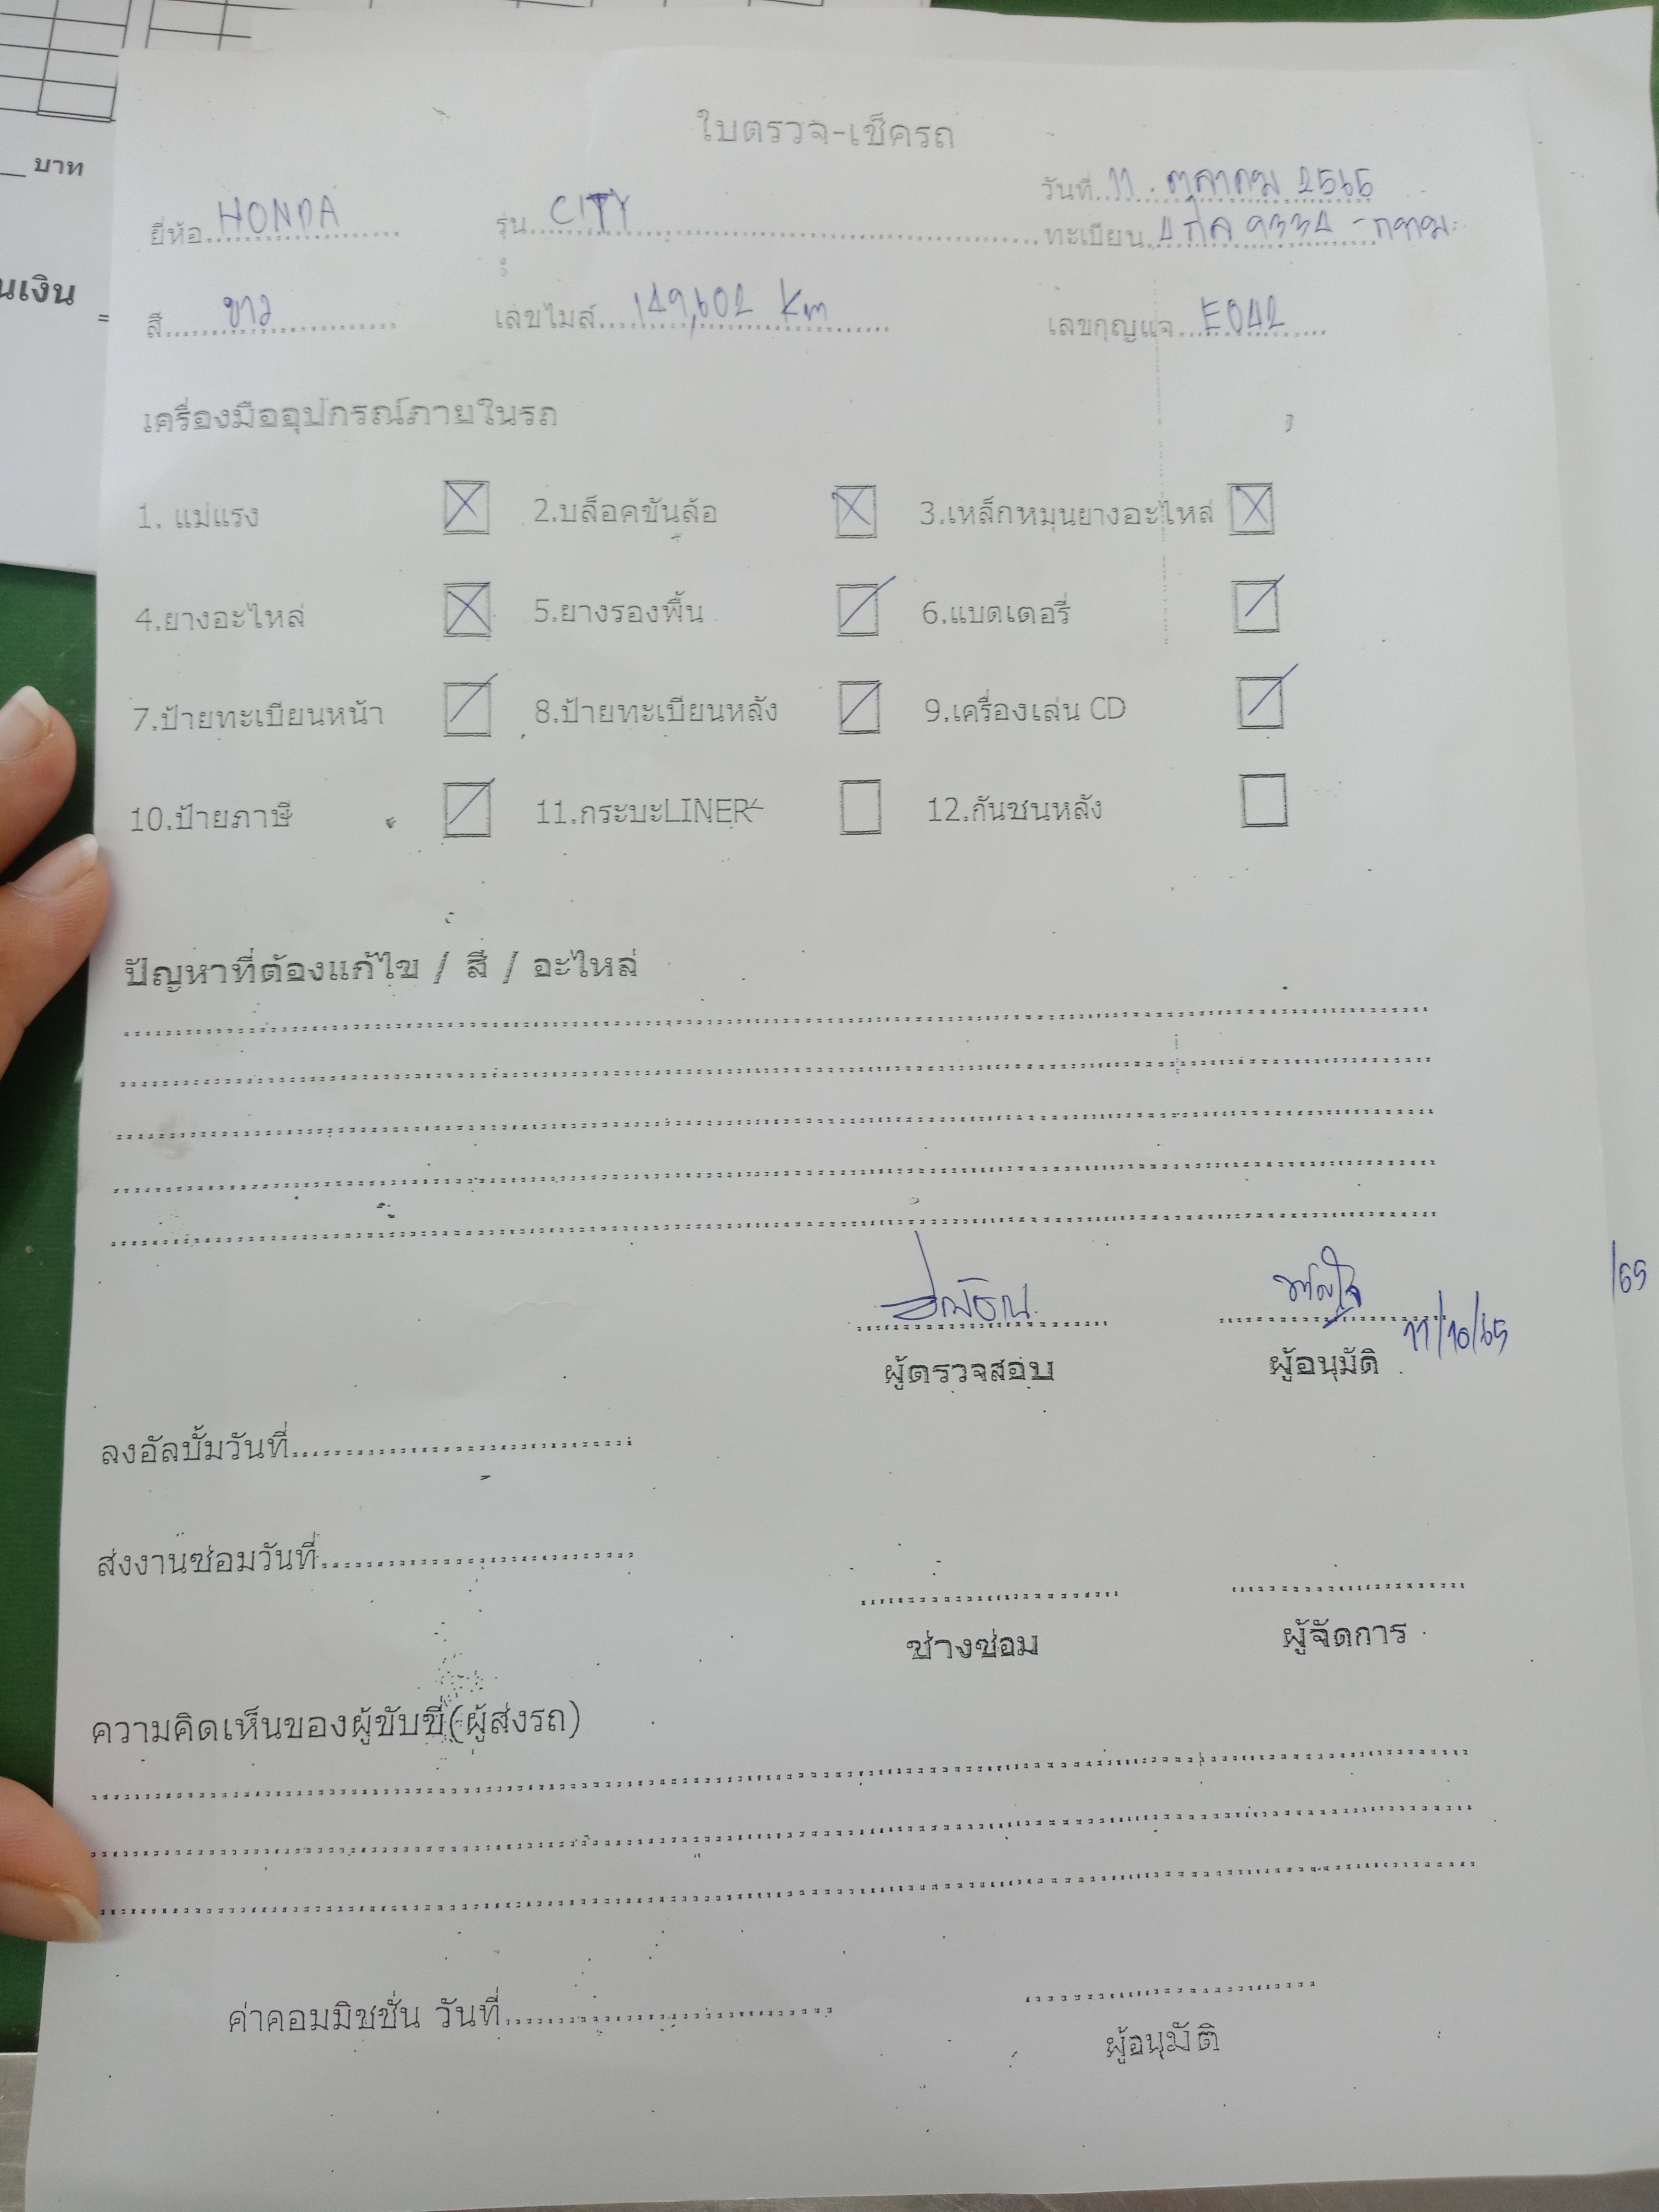 บาท
นเงิน =
ใบตรวจ-เช็ครถ
วันที่ 11 ตุลาคม 2565
ยี่ห้อ HONDA รุ่น CITY ทะเบียน 4 กล 9334 - กทม.
สี ขาว เลขไมล์ 149,602 Km เลขกุญแจ E042
เครื่องมืออุปกรณ์ภายในรถ
1. แม่แรง 2.บล็อคขันล้อ 3.เหล็กหมุนยางอะไหล่
4.ยางอะไหล่ 5.ยางรองพื้น 6.แบตเตอรี่
7.ป้ายทะเบียนหน้า 8.ป้ายทะเบียนหลัง 9.เครื่องเล่น CD
10.ป้ายภาษี 11.กระบะLINER 12.กันชนหลัง
ปัญหาที่ต้องแก้ไข / สี / อะไหล่
/65
11/10/65
ผู้ตรวจสอบ ผู้อนุมัติ
ลงอัลบั้มวันที่
ส่งงานซ่อมวันที่
ช่างซ่อม ผู้จัดการ
ความคิดเห็นของผู้ขับขี่(ผู้ส่งรถ)
ค่าคอมมิชชั่น วันที่
ผู้อนุมัติ